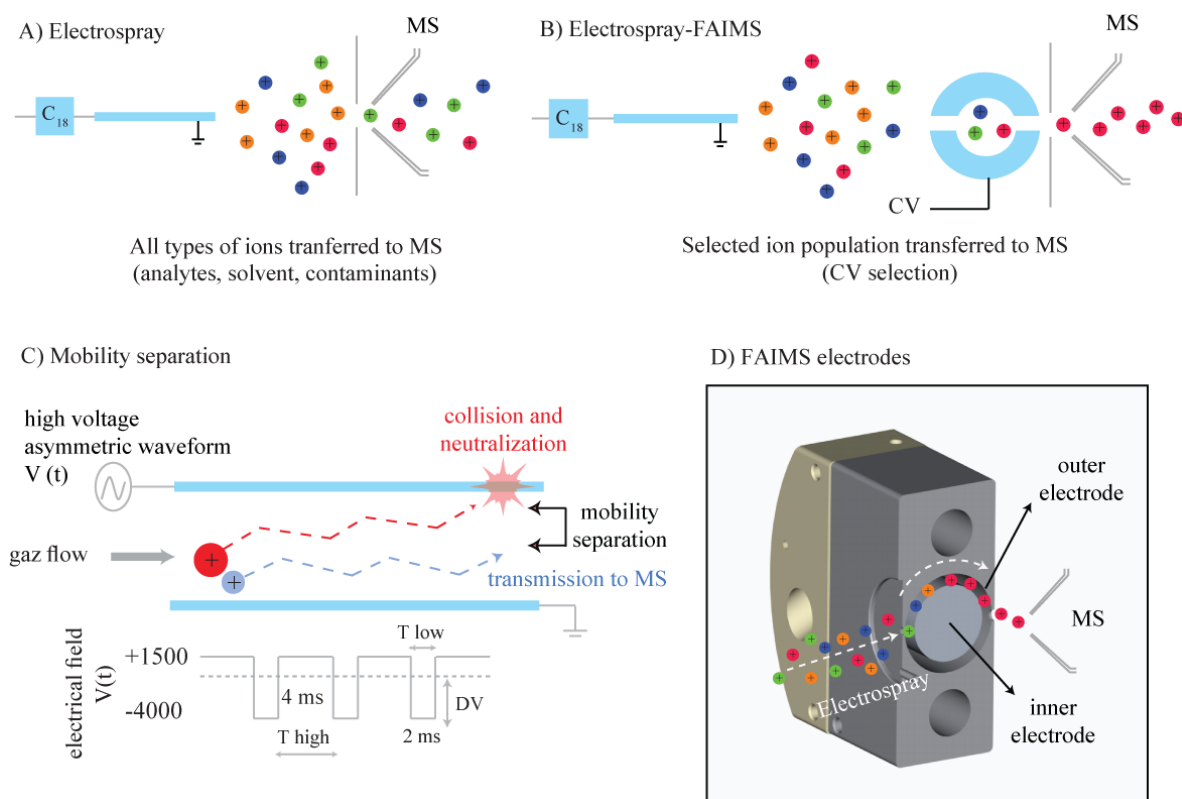 A) Electrospray
MS
C18
+
All types of ions tranferred to MS
(analytes, solvent, contaminants)
B) Electrospray-FAIMS
MS
C18
+
CV
Selected ion population transferred to MS
(CV selection)
C) Mobility separation
high voltage
asymmetric waveform
V (t)
collision and
neutralization
mobility
separation
gaz flow
+
+
transmission to MS
electrical field
V(t)
+1500
-4000
T low
4 ms
DV
T high
2 ms
D) FAIMS electrodes
outer
electrode
MS
Electrospray
inner
electrode